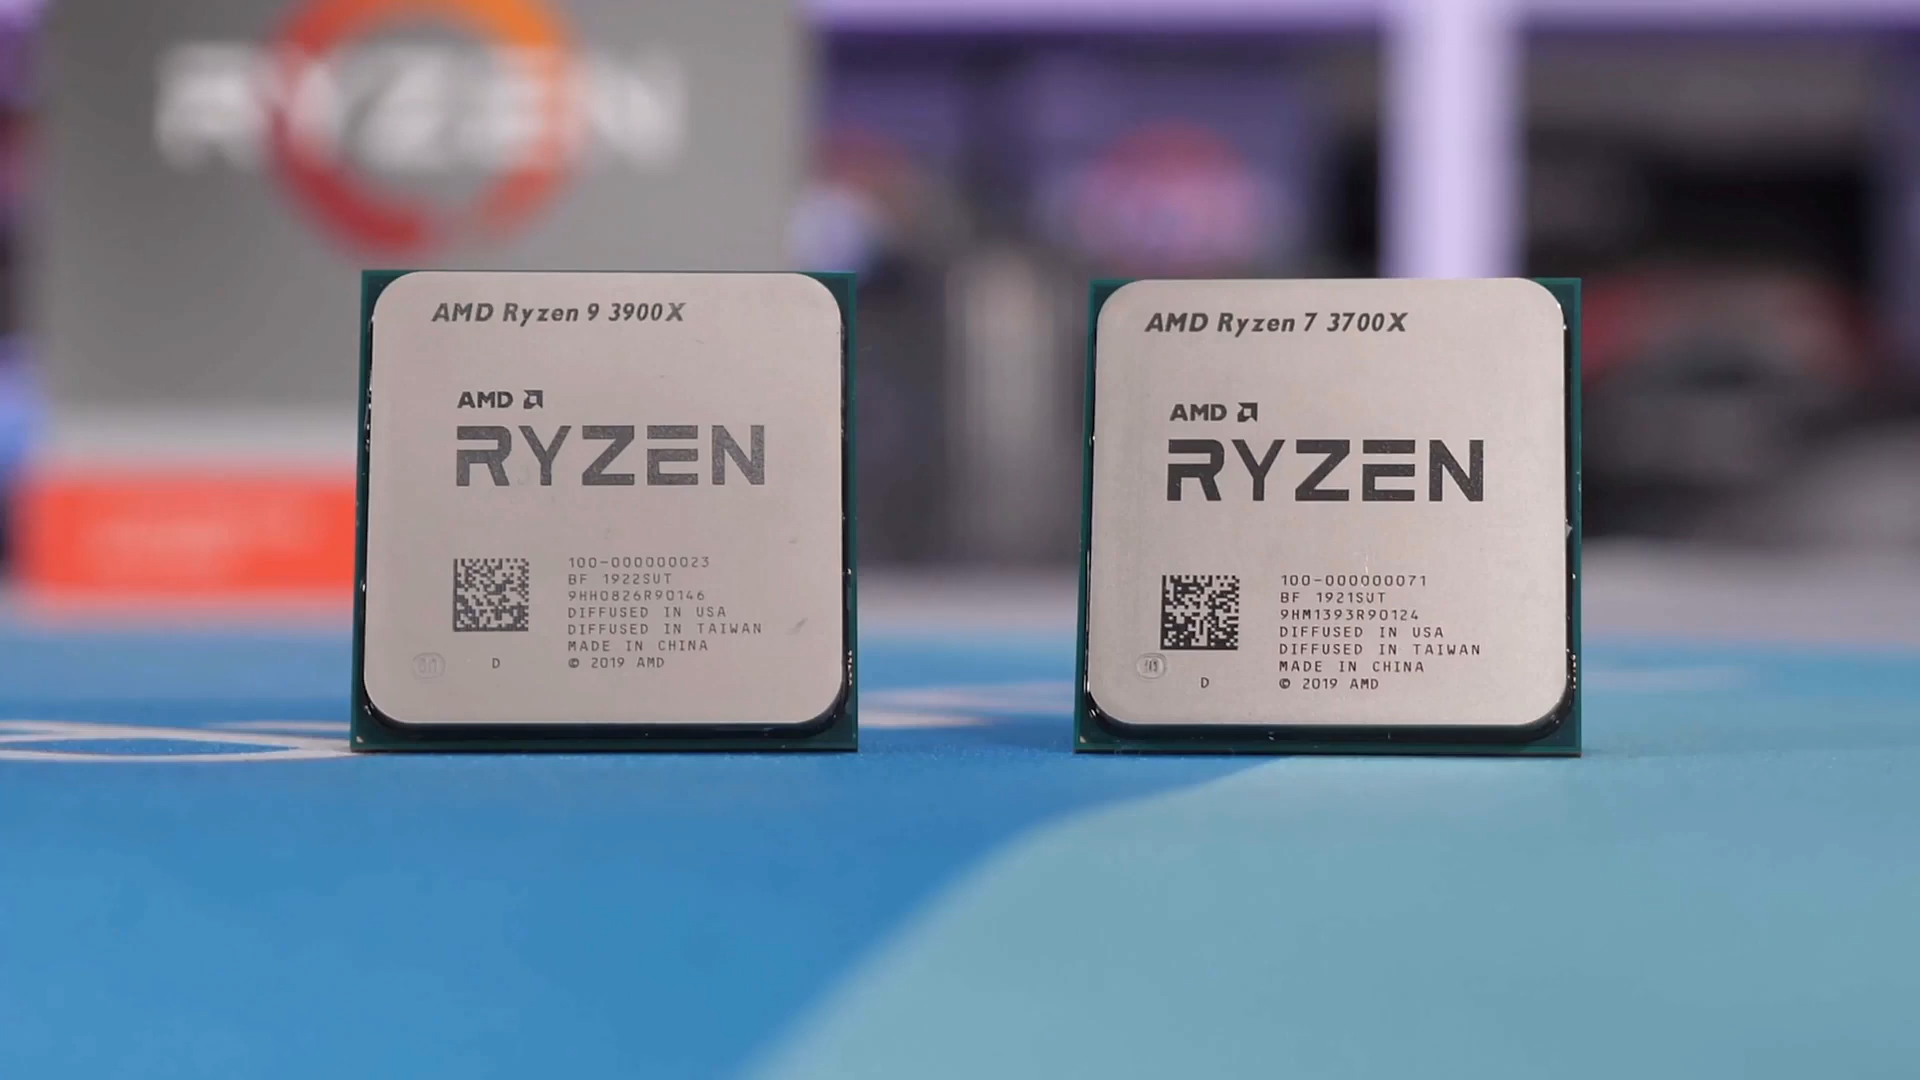 RYZEN
AMD Ryzen 9 3900X
AMD
RYZEN
100-000000023
BF 1922SUT
9HH0826R90146
DIFFUSED IN USA
DIFFUSED IN TAIWAN
MADE IN CHINA
© 2019 AMD
D
AMD Ryzen 7 3700X
AMD
RYZEN
100-000000071
BF 1921SUT
9HM1393R90124
DIFFUSED IN USA
DIFFUSED IN TAIWAN
MADE IN CHINA
© 2019 AMD
D